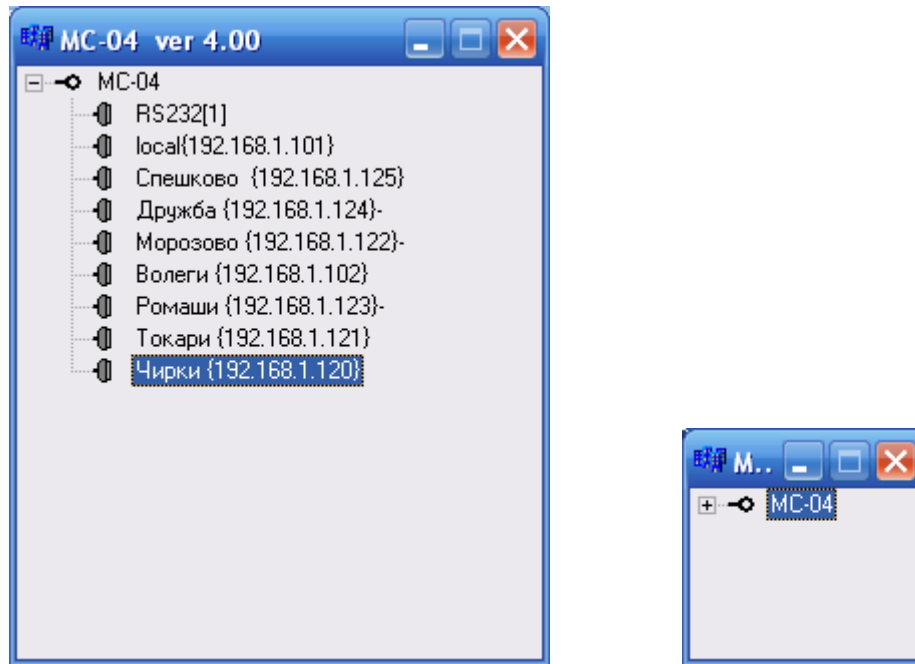 MC-04 ver 4.00
MC-04
RS232[1]
local{192.168.1.101}
Спешково {192.168.1.125}
Дружба {192.168.1.124}-
Морозово {192.168.1.122}-
Волеги {192.168.1.102}
Ромаши {192.168.1.123}-
Токари {192.168.1.121}
Чирки {192.168.1.120}
M..
MC-04